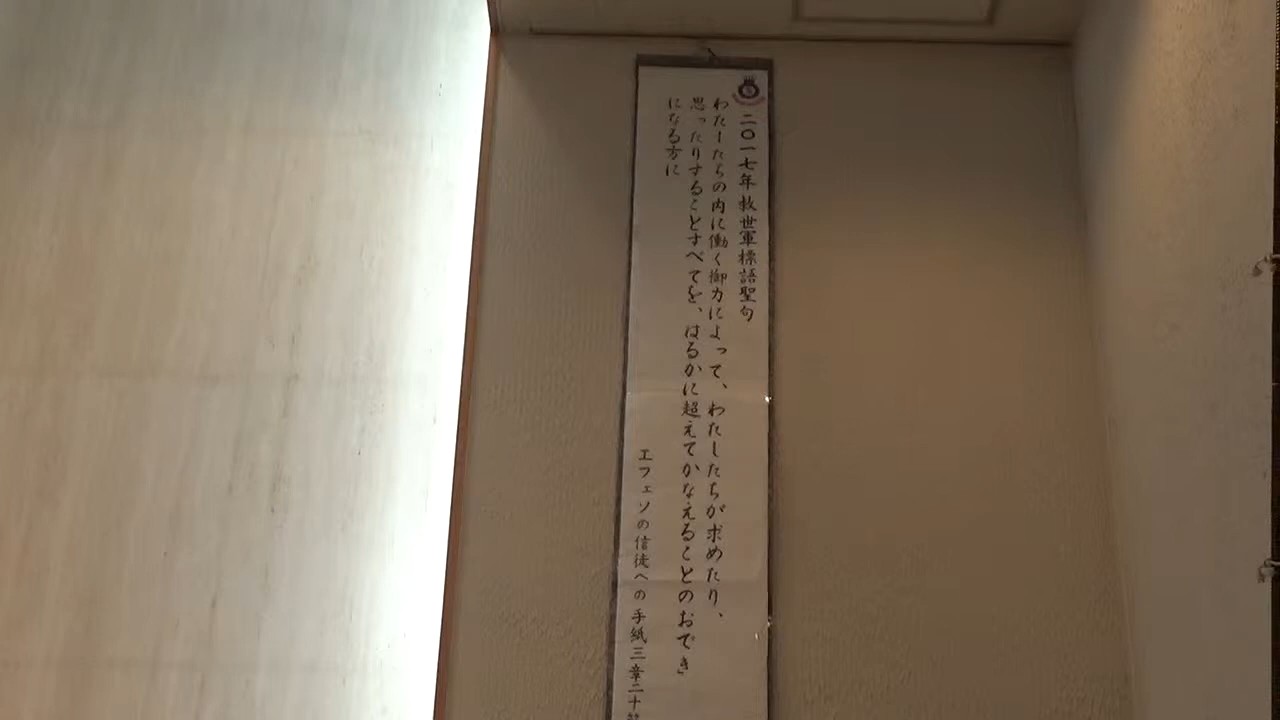 二〇一七年 救世軍標語聖句
わたしたちの内に働く御力によって、わたしたちが求めたり、
思ったりすることすべてを、はるかに超えてかなえることのおでき
になる方に
エフェソの信徒への手紙三章二十